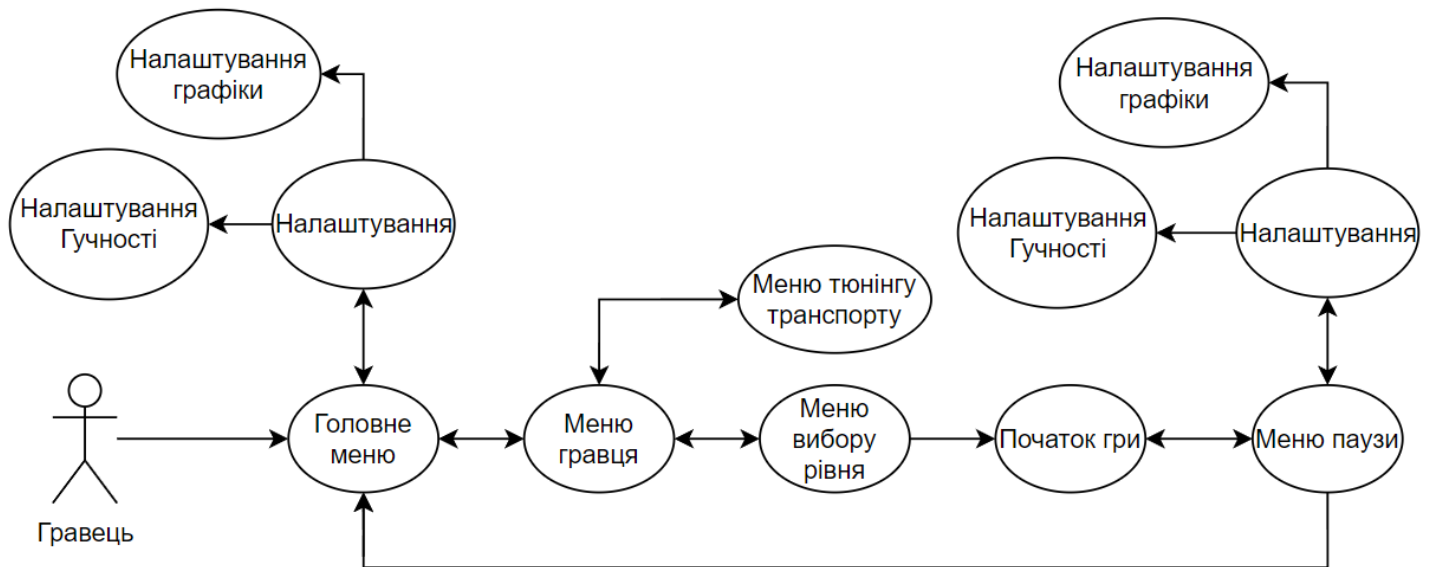 Налаштування
графіки
Налаштування
графіки
Налаштування
Гучності
Налаштування
Налаштування
Гучності
Налаштування
Меню тюнінгу
транспорту
Головне
меню
Меню
гравця
Меню
вибору
рівня
Початок гри
Меню паузи
Гравець